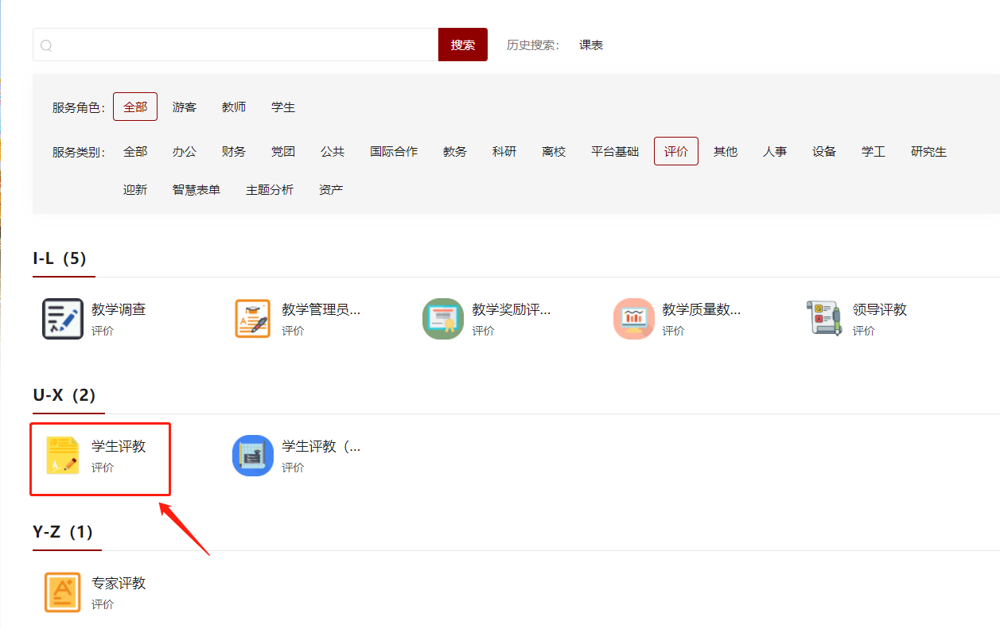 搜索 历史搜索： 课表
服务角色： 全部 游客 教师 学生
服务类别： 全部 办公 财务 党团 公共 国际合作 教务 科研 离校 平台基础 评价 其他 人事 设备 学工 研究生
迎新 智慧表单 主题分析 资产
I-L（5）
教学调查 教学管理员... 教学奖励评... 教学质量数... 领导评教
评价 评价 评价 评价 评价
U-X（2）
学生评教 学生评教（...
评价 评价
Y-Z（1）
专家评教
评价